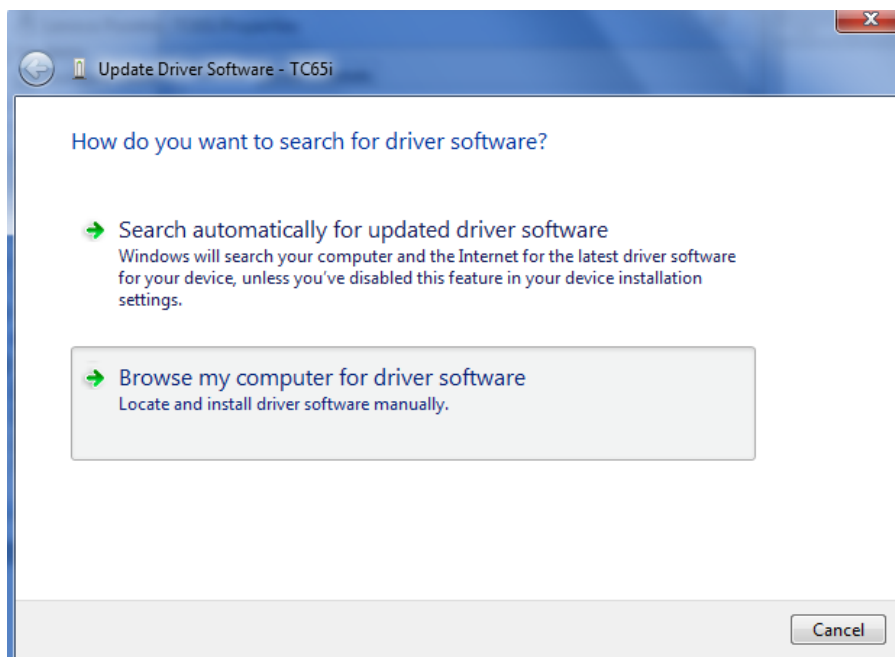 Update Driver Software - TC65i
How do you want to search for driver software?
Search automatically for updated driver software
Windows will search your computer and the Internet for the latest driver software
for your device, unless you've disabled this feature in your device installation
settings.
Browse my computer for driver software
Locate and install driver software manually.
Cancel